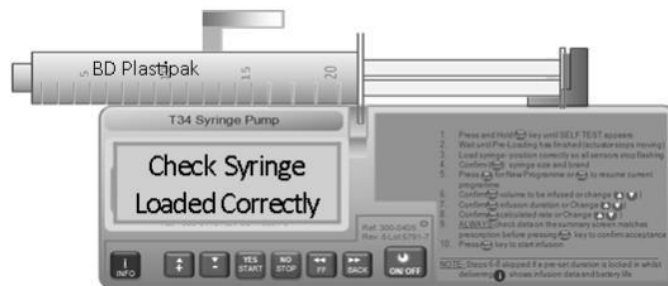 BD Plastipak
5
10
15
20
T34 Syringe Pump
Check Syringe
Loaded Correctly
1. Press and Hold key until SELF TEST appears
2. Wait until Pre-Loading has finished (actuator stops moving)
3. Load syringe position correctly so all sensors stop flashing
4. Confirm syringe size and brand
5. Press for New Programme or to resume current
programme
6. Confirm volume to be infused or change ( )
7. Confirm infusion duration or Change ( )
8. Confirm calculated rate or Change ( )
9. ALWAYS check data on the summary screen matches
prescription before pressing key to confirm acceptance
10. Press key to start infusion
NOTE: Steps 6-8 skipped if a pre-set duration is locked in whilst
delivering i shows infusion data and battery life
Ref: 300-040S
i
INFO
+
-
YES
START
NO
STOP
FF
BACK
ON/OFF